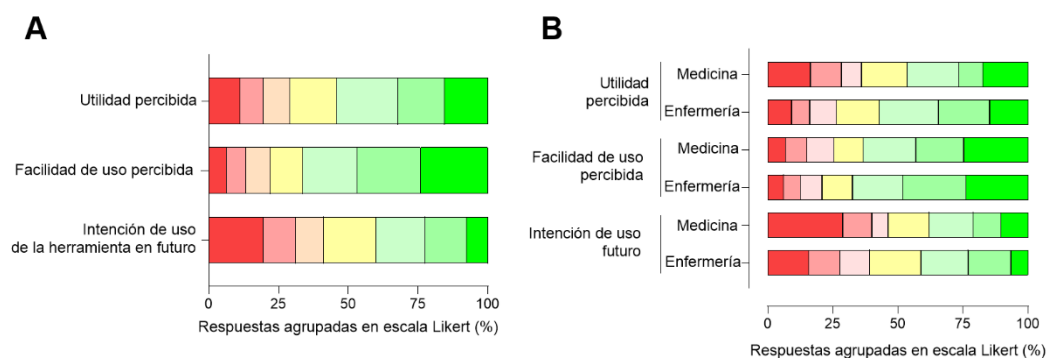 A
Utilidad percibida
Facilidad de uso percibida
Intención de uso
de la herramienta en futuro
0 25 50 75 100
Respuestas agrupadas en escala Likert (%)
B
Utilidad
percibida
Medicina
Enfermería
Facilidad de uso
percibida
Medicina
Enfermería
Intención de uso
futuro
Medicina
Enfermería
0 25 50 75 100
Respuestas agrupadas en escala Likert (%)